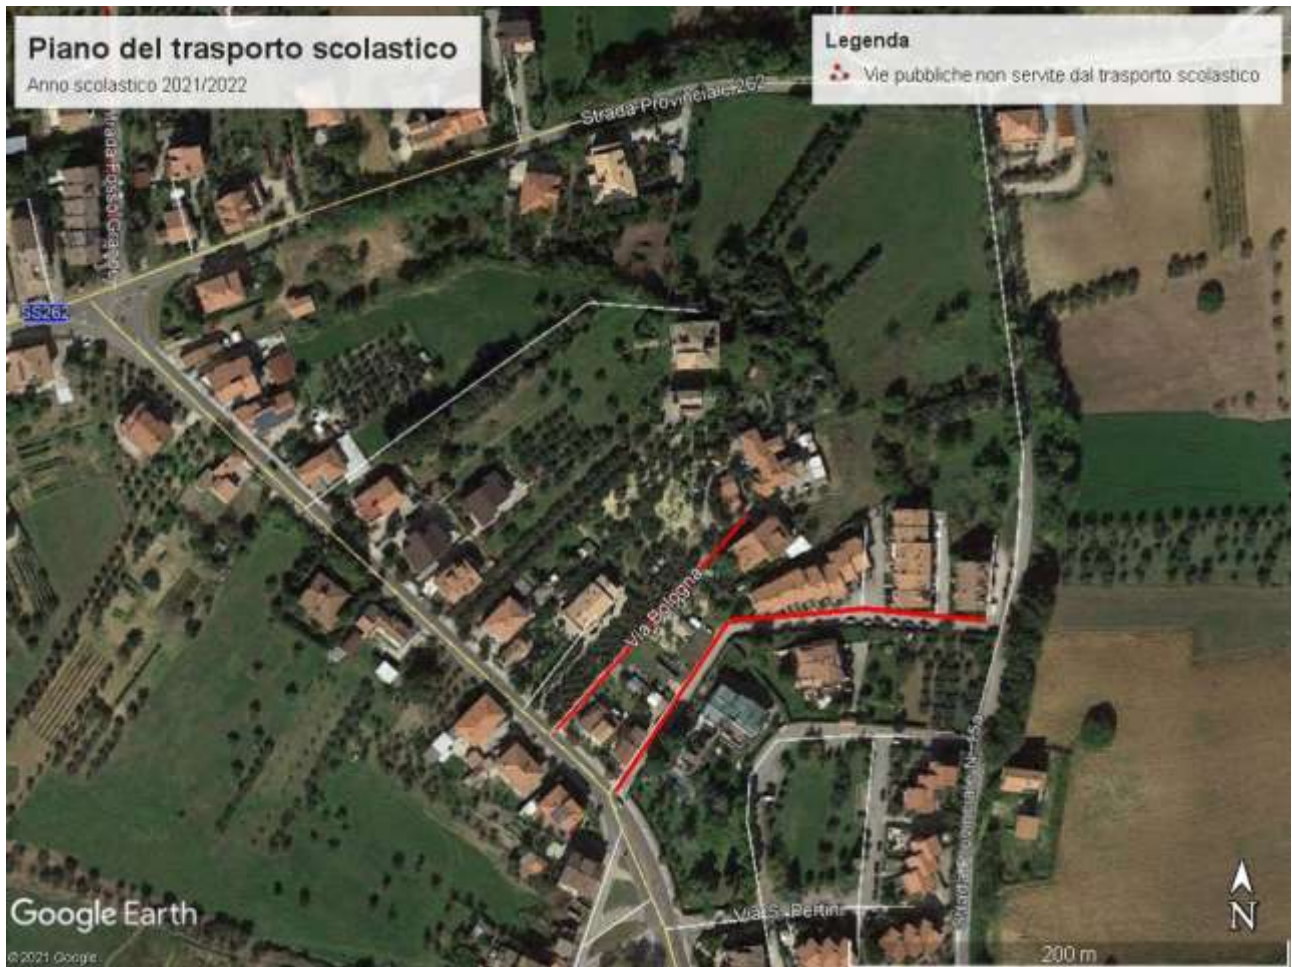 Piano del trasporto scolastico
Anno scolastico 2021/2022
Legenda
Vie pubbliche non servite dal trasporto scolastico
Strada Provinciale 262
SS262
Via Bologna
Via S. Pertini
Google Earth
© 2021 Google
N
200 m